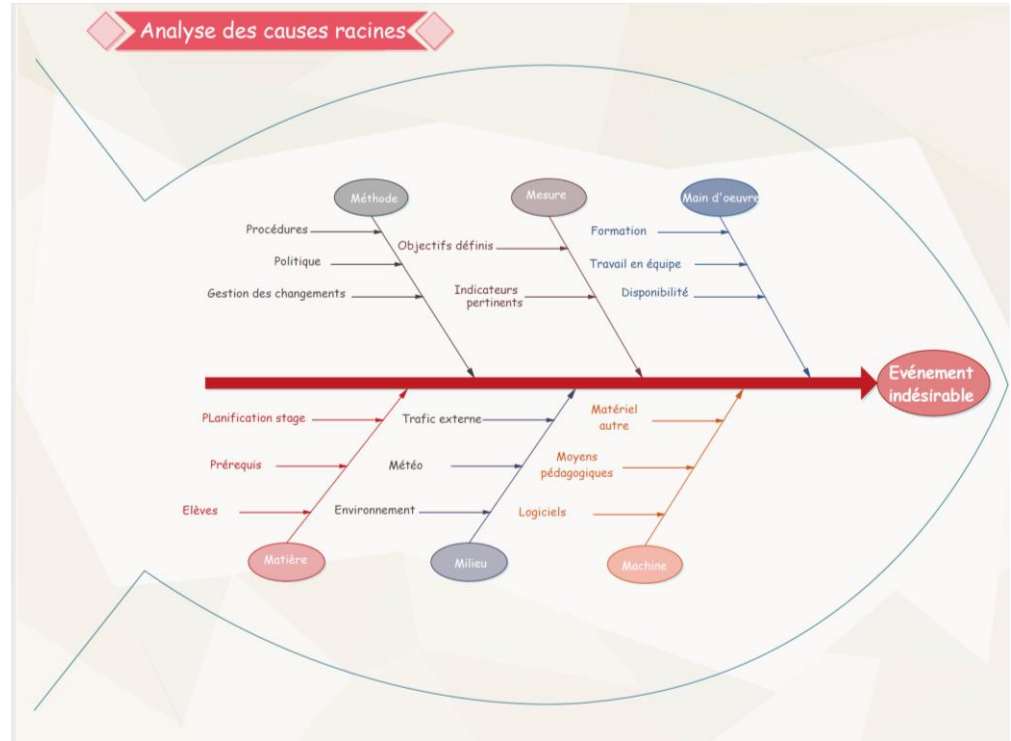 Analyse des causes racines
Méthode
Mesure
Main d'oeuvre
Procédures
Politique
Gestion des changements
Objectifs définis
Indicateurs
pertinents
Formation
Travail en équipe
Disponibilité
Evénement
indésirable
PLanification stage
Prérequis
Elèves
Trafic externe
Météo
Environnement
Matériel
autre
Moyens
pédagogiques
Logiciels
Matière
Milieu
Machine